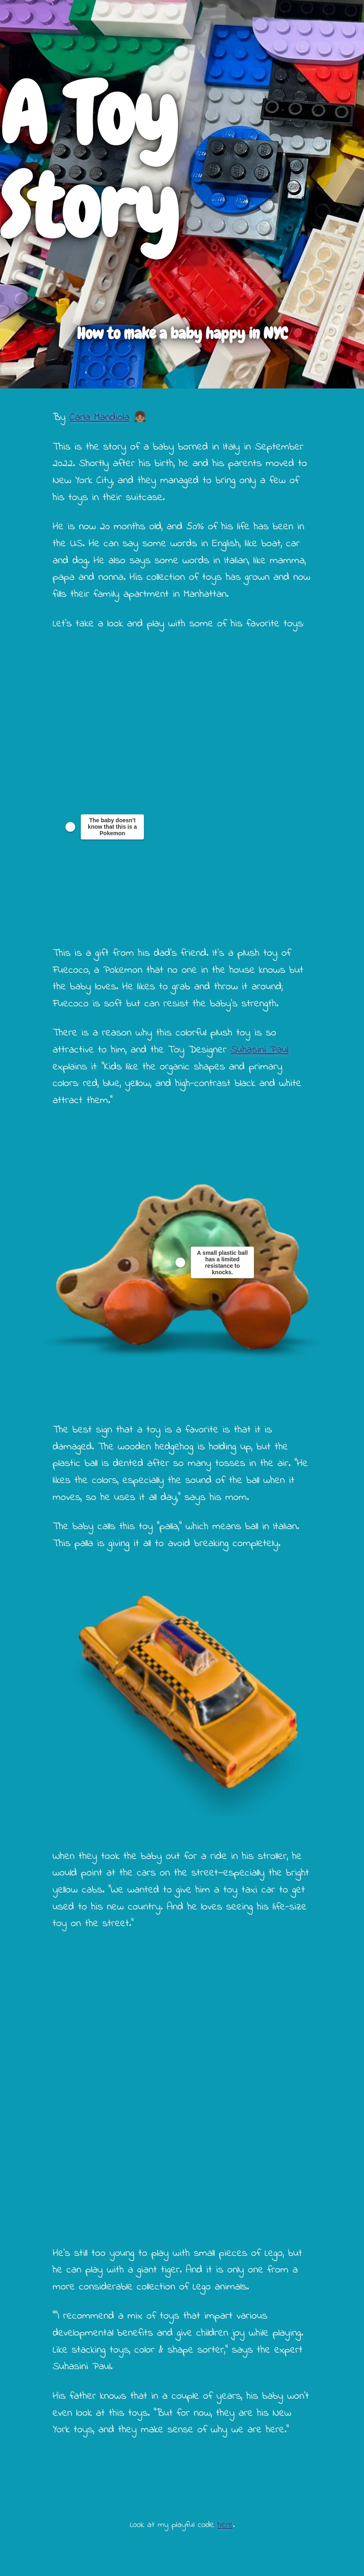 A Toy
Story
How to make a baby happy in NYC
By Carla Mandiola 👧🏽
This is the story of a baby borned in Italy in September
2022. Shortly after his birth, he and his parents moved to
New York City, and they managed to bring only a few of
his toys in their suitcase.
He is now 20 months old, and 50% of his life has been in
the U.S. He can say some words in English, like boat, car
and dog. He also says some words in Italian, like mamma,
papa and nonna. His collection of toys has grown and now
fills their family apartment in Manhattan.
Let's take a look and play with some of his favorite toys:
The baby doesn't
know that this is a
Pokemon
This is a gift from his dad's friend. It's a plush toy of
Fuecoco, a Pokemon that no one in the house knows but
the baby loves. He likes to grab and throw it around;
Fuecoco is soft but can resist the baby's strength.
There is a reason why this colorful plush toy is so
attractive to him, and the Toy Designer Suhasini Paul
explains it "Kids like the organic shapes and primary
colors: red, blue, yellow, and high-contrast black and white
attract them."
A small plastic ball
has a limited
resistance to
knocks.
The best sign that a toy is a favorite is that it is
damaged. The wooden hedgehog is holding up, but the
plastic ball is dented after so many tosses in the air. "He
likes the colors, especially the sound of the ball when it
moves, so he uses it all day," says his mom.
The baby calls this toy "palla," which means ball in Italian.
This palla is giving it all to avoid breaking completely.
When they took the baby out for a ride in his stroller, he
would point at the cars on the street—especially the bright
yellow cabs. "We wanted to give him a toy taxi car to get
used to his new country. And he loves seeing his life-size
toy on the street."
He's still too young to play with small pieces of Lego, but
he can play with a giant tiger. And it is only one from a
more considerable collection of Lego animals.
"I recommend a mix of toys that impart various
developmental benefits and give children joy while playing.
Like stacking toys, color & shape sorter," says the expert
Suhasini Paul.
His father knows that in a couple of years, his baby won't
even look at this toys. "But for now, they are his New
York toys, and they make sense of why we are here."
Look at my playful code here.